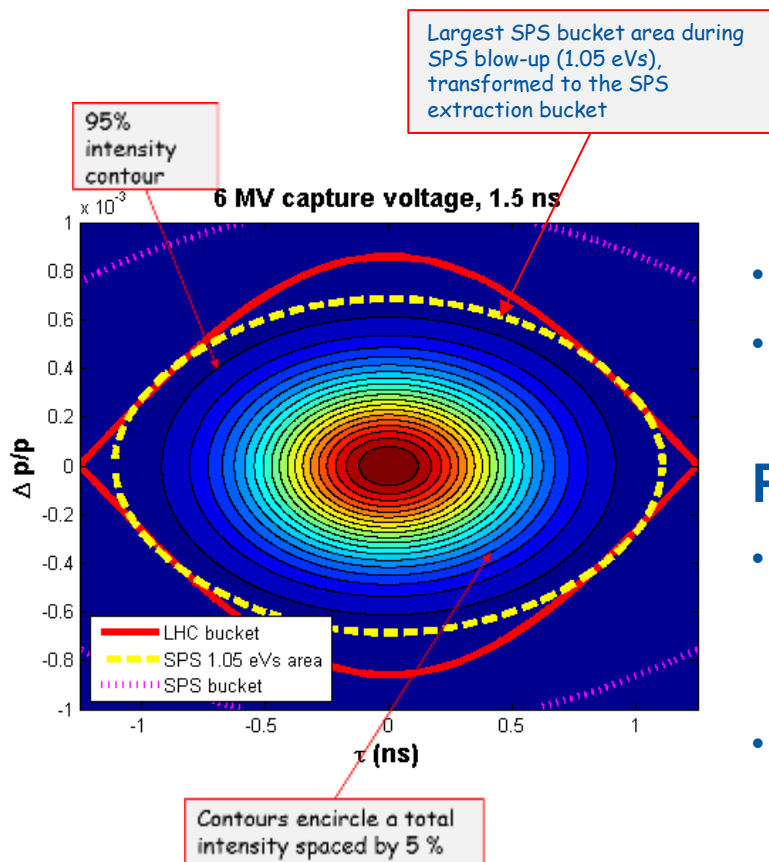 Largest SPS bucket area during
SPS blow-up (1.05 eVs),
transformed to the SPS
extraction bucket
95%
intensity
contour
6 MV capture voltage, 1.5 ns
x 10⁻³
1
0.8
0.6
0.4
0.2
0
-0.2
-0.4
-0.6
-0.8
-1
Δ p/p
LHC bucket
SPS 1.05 eVs area
SPS bucket
-1
-0.5
0
0.5
1
τ (ns)
Contours encircle a total
intensity spaced by 5 %
•
•
•
•